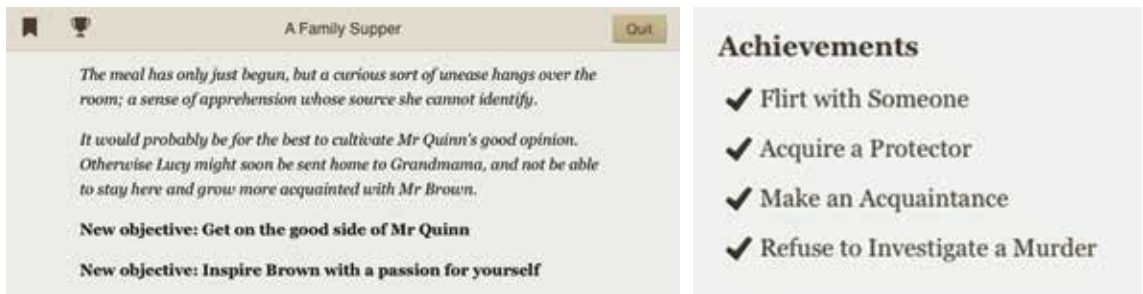 A Family Supper
Quit
The meal has only just begun, but a curious sort of unease hangs over the
room; a sense of apprehension whose source she cannot identify.
It would probably be for the best to cultivate Mr Quinn's good opinion.
Otherwise Lucy might soon be sent home to Grandmama, and not be able
to stay here and grow more acquainted with Mr Brown.
New objective: Get on the good side of Mr Quinn
New objective: Inspire Brown with a passion for yourself
Achievements
Flirt with Someone
Acquire a Protector
Make an Acquaintance
Refuse to Investigate a Murder